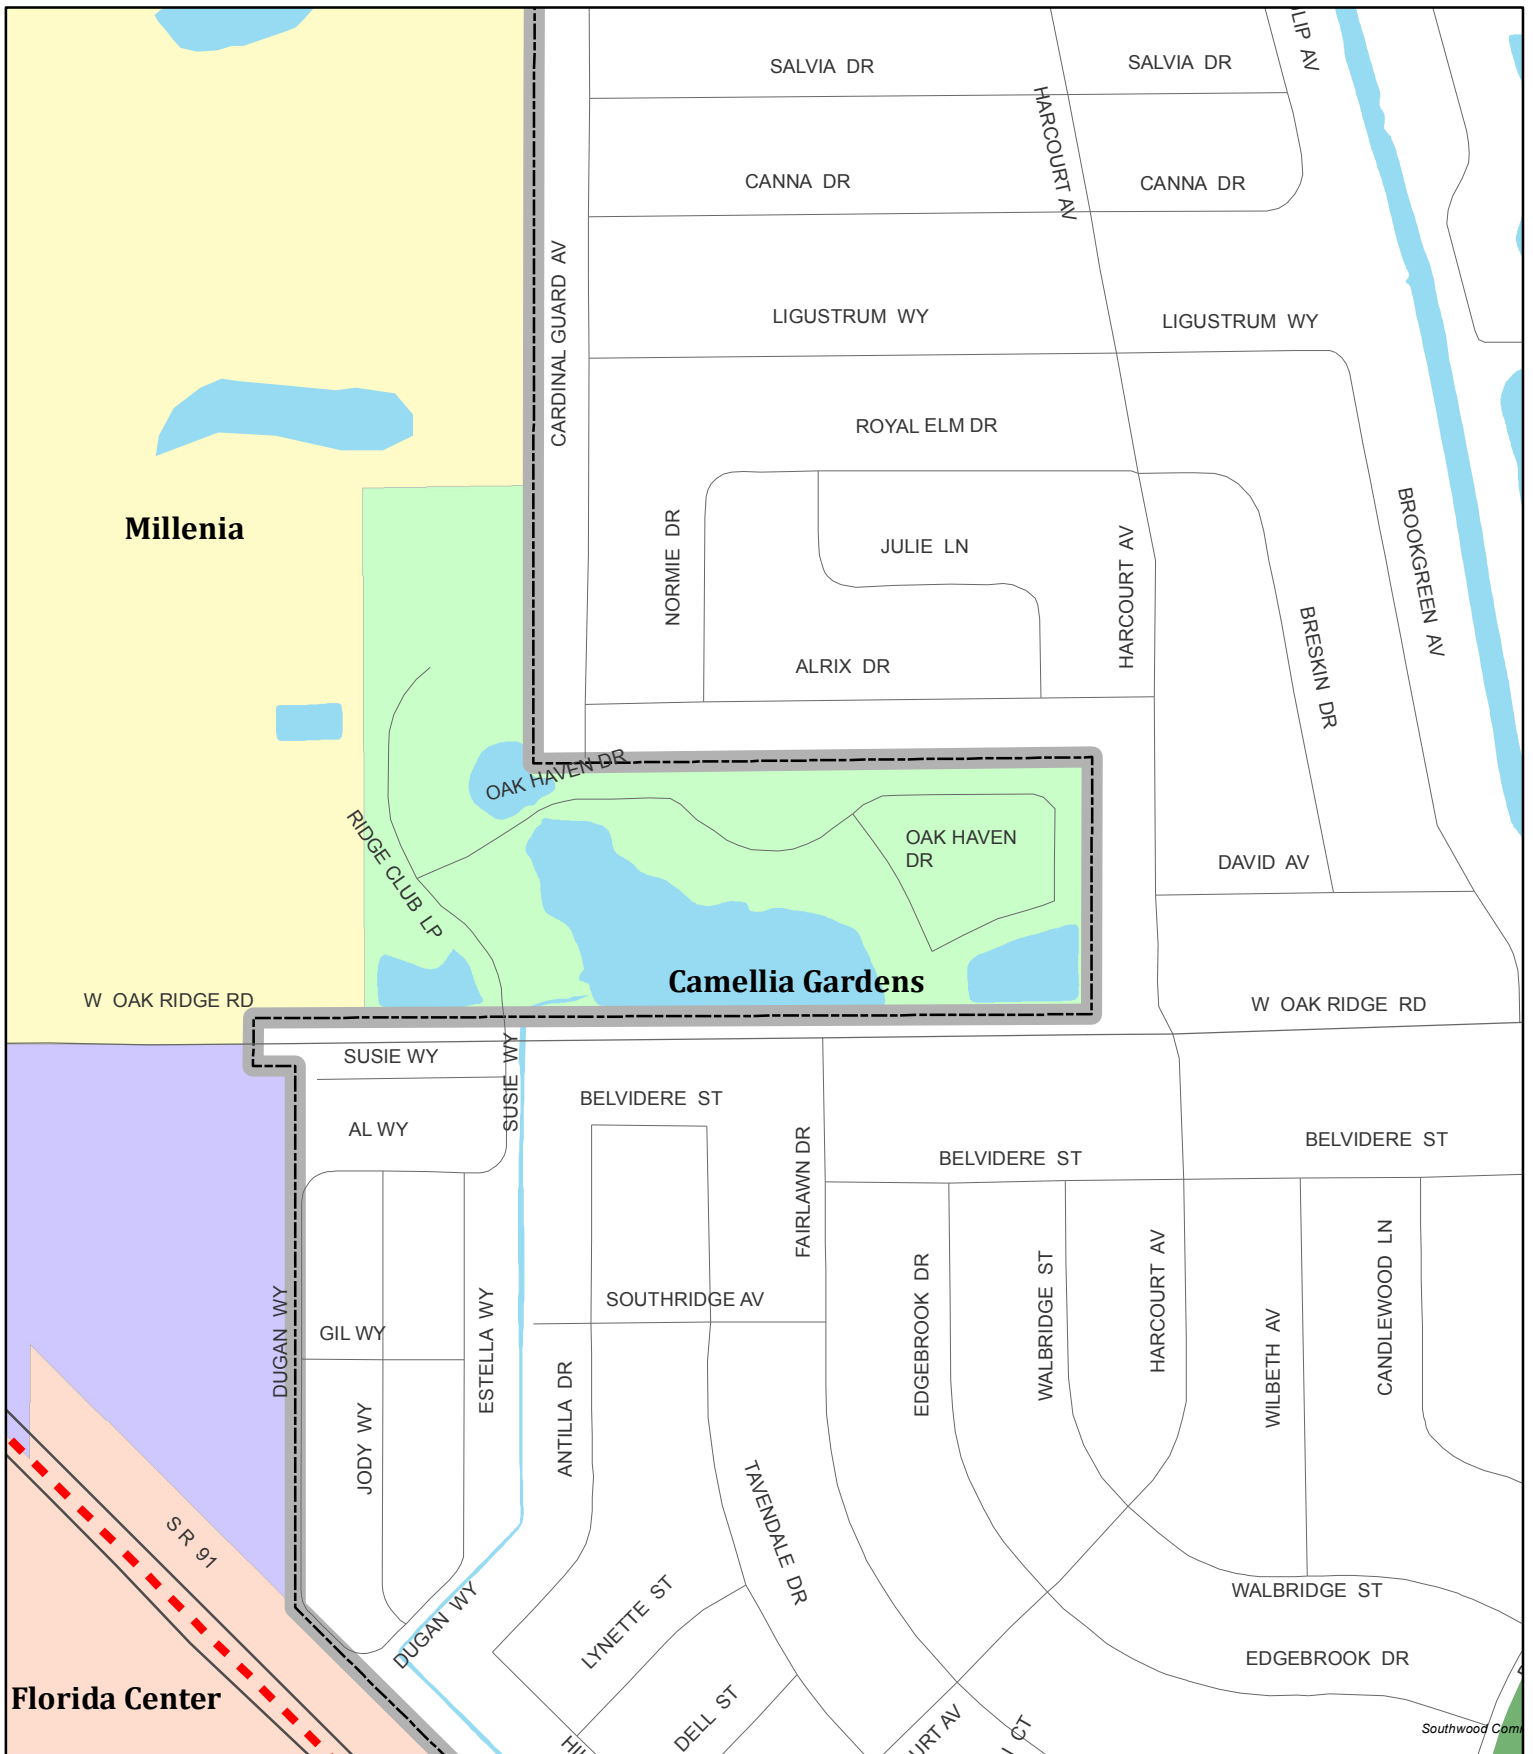 SALVIA DR
SALVIA DR
HARCOURT AV
CANNA DR
CANNA DR
CARDINAL GUARD AV
LIGUSTRUM WY
LIGUSTRUM WY
ROYAL ELM DR
Millenia
NORMIE DR
JULIE LN
HARCOURT AV
BROOKGREEN AV
BRESKIN DR
ALRIX DR
OAK HAVEN DR
RIDGE CLUB LP
OAK HAVEN
DR
DAVID AV
Camellia Gardens
W OAK RIDGE RD
W OAK RIDGE RD
SUSIE WY
SUSIE WY
BELVIDERE ST
AL WY
FAIRLAWN DR
BELVIDERE ST
BELVIDERE ST
DUGAN WY
GIL WY
ESTELLA WY
SOUTHRIDGE AV
EDGEBROOK DR
WALBRIDGE ST
HARCOURT AV
WILBETH AV
CANDLEWOOD LN
JODY WY
ANTILLA DR
TAVENDALE DR
S R 91
DUGAN WY
LYNETTE ST
WALBRIDGE ST
EDGEBROOK DR
Florida Center
DELL ST
URT AV
CT
Southwood Com